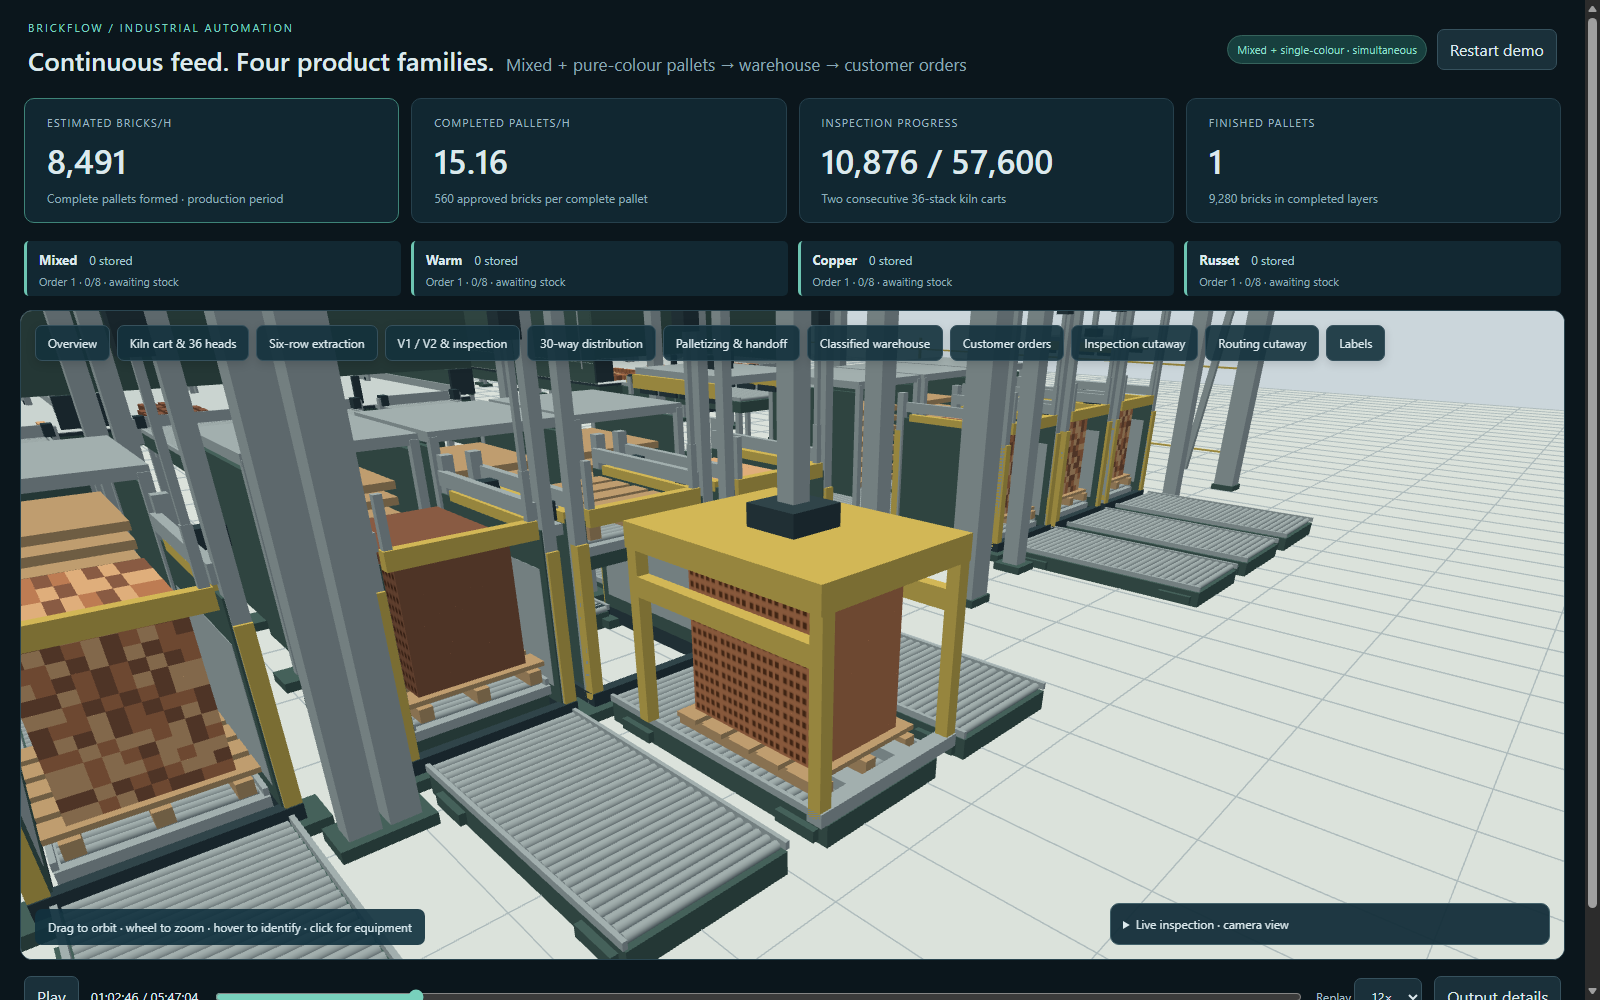 BRICKFLOW / INDUSTRIAL AUTOMATION
Continuous feed. Four product families. Mixed + pure-colour pallets → warehouse → customer orders
Mixed + single-colour · simultaneous
Restart demo
ESTIMATED BRICKS/H
8,491
Complete pallets formed · production period
COMPLETED PALLETS/H
15.16
560 approved bricks per complete pallet
INSPECTION PROGRESS
10,876 / 57,600
Two consecutive 36-stack kiln carts
FINISHED PALLETS
1
9,280 bricks in completed layers
Mixed 0 stored
Order 1 · 0/8 · awaiting stock
Warm 0 stored
Order 1 · 0/8 · awaiting stock
Copper 0 stored
Order 1 · 0/8 · awaiting stock
Russet 0 stored
Order 1 · 0/8 · awaiting stock
Overview
Kiln cart & 36 heads
Six-row extraction
V1 / V2 & inspection
30-way distribution
Palletizing & handoff
Classified warehouse
Customer orders
Inspection cutaway
Routing cutaway
Labels
Drag to orbit · wheel to zoom · hover to identify · click for equipment
▶ Live inspection · camera view
Play
01:02:46 / 05:47:04
Replay
12×
Output details